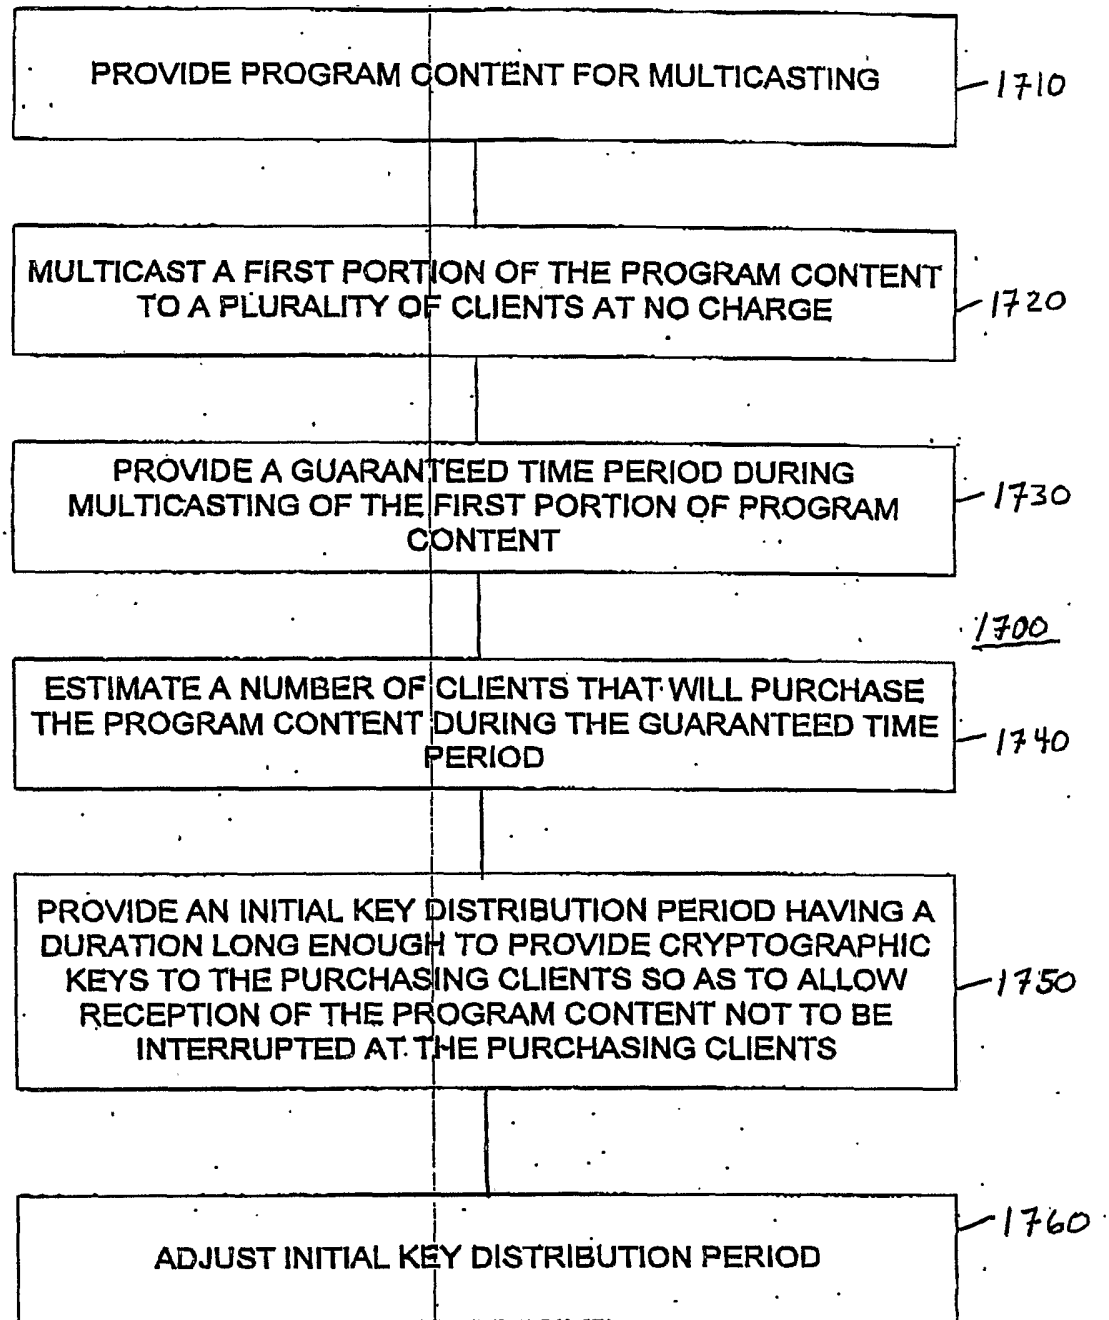 PROVIDE PROGRAM CONTENT FOR MULTICASTING
1710
MULTICAST A FIRST PORTION OF THE PROGRAM CONTENT
TO A PLURALITY OF CLIENTS AT NO CHARGE
1720
PROVIDE A GUARANTEED TIME PERIOD DURING
MULTICASTING OF THE FIRST PORTION OF PROGRAM
CONTENT
1730
1700
ESTIMATE A NUMBER OF CLIENTS THAT WILL PURCHASE
THE PROGRAM CONTENT DURING THE GUARANTEED TIME
PERIOD
1740
PROVIDE AN INITIAL KEY DISTRIBUTION PERIOD HAVING A
DURATION LONG ENOUGH TO PROVIDE CRYPTOGRAPHIC
KEYS TO THE PURCHASING CLIENTS SO AS TO ALLOW
RECEPTION OF THE PROGRAM CONTENT NOT TO BE
INTERRUPTED AT THE PURCHASING CLIENTS
1750
ADJUST INITIAL KEY DISTRIBUTION PERIOD
1760